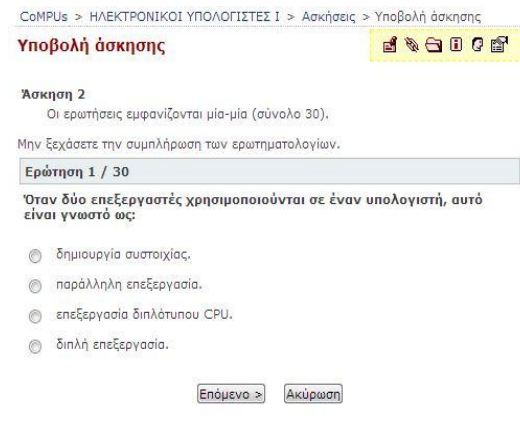 CoMPUs > ΗΛΕΚΤΡΟΝΙΚΟΙ ΥΠΟΛΟΓΙΣΤΕΣ Ι > Ασκήσεις > Υποβολή άσκησης
Υποβολή άσκησης
Άσκηση 2
Οι ερωτήσεις εμφανίζονται μία-μία (σύνολο 30).
Μην ξεχάσετε την συμπλήρωση των ερωτηματολογίων.
Ερώτηση 1 / 30
Όταν δύο επεξεργαστές χρησιμοποιούνται σε έναν υπολογιστή, αυτό
είναι γνωστό ως:
δημιουργία συστοιχίας.
παράλληλη επεξεργασία.
επεξεργασία διπλότυπου CPU.
διπλή επεξεργασία.
Επόμενο > Ακύρωση